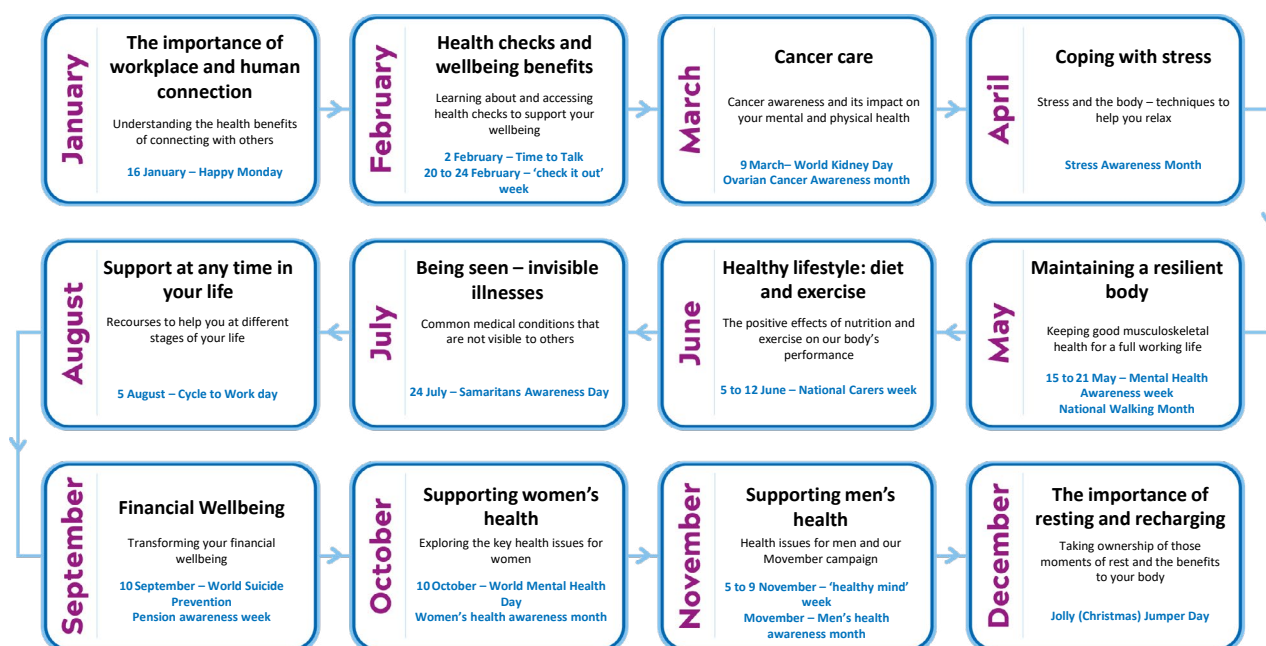 January
The importance of
workplace and human
connection
Understanding the health benefits
of connecting with others
16 January – Happy Monday
February
Health checks and
wellbeing benefits
Learning about and accessing
health checks to support your
wellbeing
2 February – Time to Talk
20 to 24 February – ‘check it out’
week
March
Cancer care
Cancer awareness and its impact on
your mental and physical health
9 March– World Kidney Day
Ovarian Cancer Awareness month
April
Coping with stress
Stress and the body – techniques to
help you relax
Stress Awareness Month
May
Maintaining a resilient
body
Keeping good musculoskeletal
health for a full working life
15 to 21 May – Mental Health
Awareness week
National Walking Month
June
Healthy lifestyle: diet
and exercise
The positive effects of nutrition and
exercise on our body’s
performance
5 to 12 June – National Carers week
July
Being seen – invisible
illnesses
Common medical conditions that
are not visible to others
24 July – Samaritans Awareness Day
August
Support at any time in
your life
Recourses to help you at different
stages of your life
5 August – Cycle to Work day
September
Financial Wellbeing
Transforming your financial
wellbeing
10 September – World Suicide
Prevention
Pension awareness week
October
Supporting women’s
health
Exploring the key health issues for
women
10 October – World Mental Health
Day
Women’s health awareness month
November
Supporting men’s
health
Health issues for men and our
Movember campaign
5 to 9 November – ‘healthy mind’
week
Movember – Men’s health
awareness month
December
The importance of
resting and recharging
Taking ownership of those
moments of rest and the benefits
to your body
Jolly (Christmas) Jumper Day